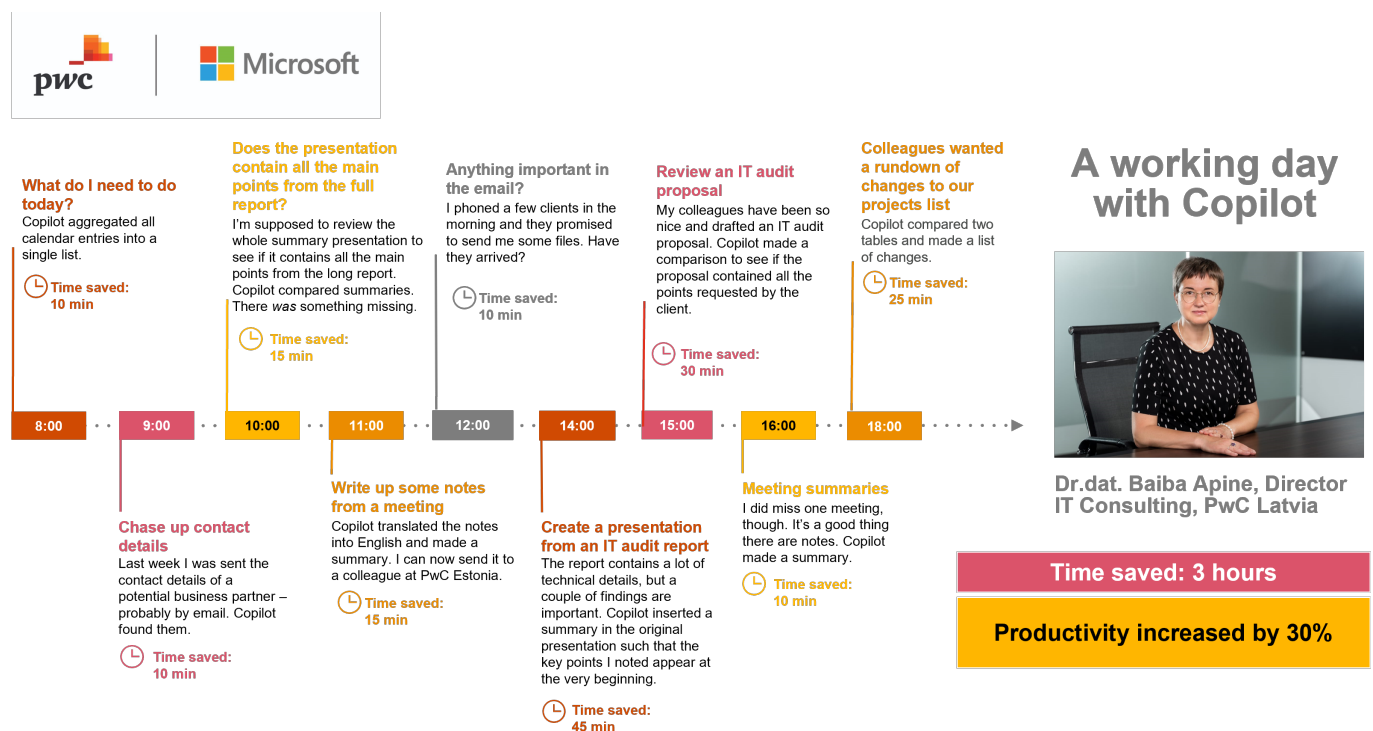 pwc
Microsoft
A working day
with Copilot
What do I need to do
today?
Copilot aggregated all
calendar entries into a
single list.
Time saved:
10 min
Does the presentation
contain all the main
points from the full
report?
I'm supposed to review the
whole summary presentation to
see if it contains all the main
points from the long report.
Copilot compared summaries.
There was something missing.
Time saved:
15 min
Anything important in
the email?
I phoned a few clients in the
morning and they promised
to send me some files. Have
they arrived?
Time saved:
10 min
Review an IT audit
proposal
My colleagues have been so
nice and drafted an IT audit
proposal. Copilot made a
comparison to see if the
proposal contained all the
points requested by the
client.
Time saved:
30 min
Colleagues wanted
a rundown of
changes to our
projects list
Copilot compared two
tables and made a list
of changes.
Time saved:
25 min
8:00
9:00
10:00
11:00
12:00
14:00
15:00
16:00
18:00
Chase up contact
details
Last week I was sent the
contact details of a
potential business partner –
probably by email. Copilot
found them.
Time saved:
10 min
Write up some notes
from a meeting
Copilot translated the notes
into English and made a
summary. I can now send it to
a colleague at PwC Estonia.
Time saved:
15 min
Create a presentation
from an IT audit report
The report contains a lot of
technical details, but a
couple of findings are
important. Copilot inserted a
summary in the original
presentation such that the
key points I noted appear at
the very beginning.
Time saved:
45 min
Meeting summaries
I did miss one meeting,
though. It's a good thing
there are notes. Copilot
made a summary.
Time saved:
10 min
Dr.dat. Baiba Apine, Director
IT Consulting, PwC Latvia
Time saved: 3 hours
Productivity increased by 30%